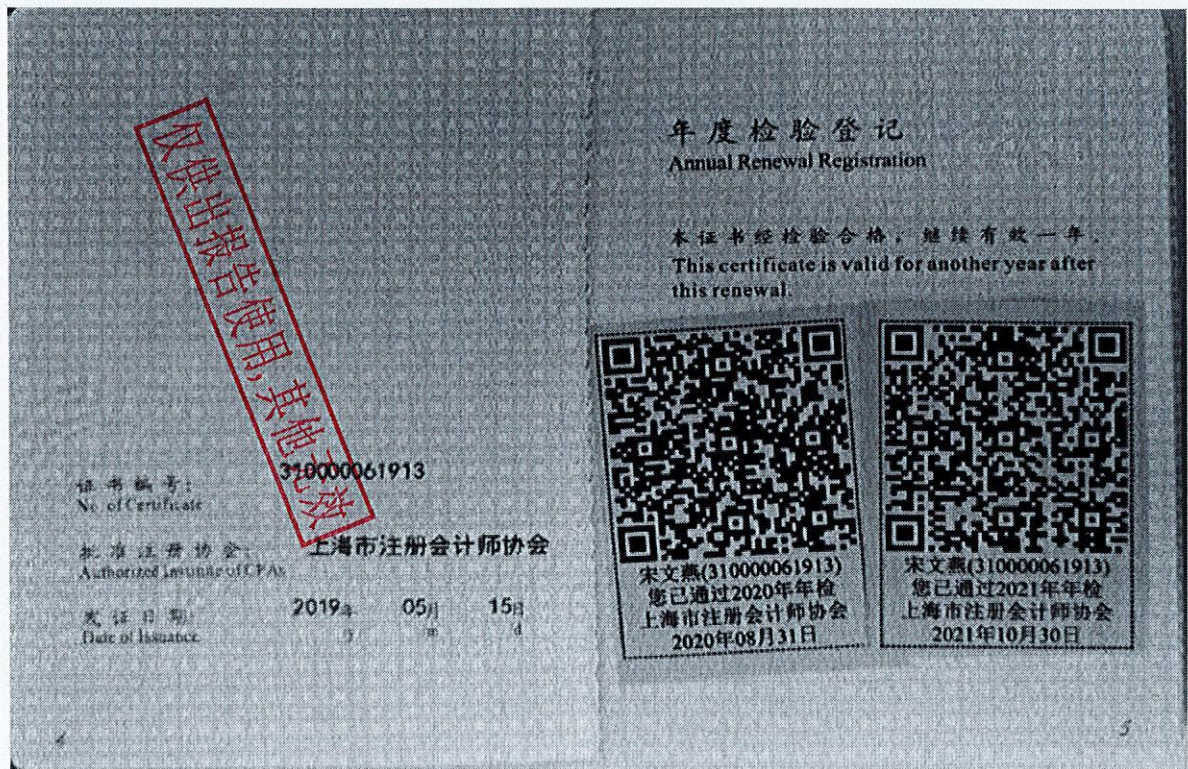 仅供出报告使用,其他无效
证书编号:
310000061913
No. of Certificate
批准注册协会:
上海市注册会计师协会
Authorized Institute of CPAs
发证日期:
2019年 05月 15日
Date of Issuance
y m d
4
年度检验登记
Annual Renewal Registration
本证书经检验合格,继续有效一年.
This certificate is valid for another year after
this renewal.
宋文燕(310000061913)
您已通过2020年年检
上海市注册会计师协会
2020年08月31日
宋文燕(310000061913)
您已通过2021年年检
上海市注册会计师协会
2021年10月30日
5